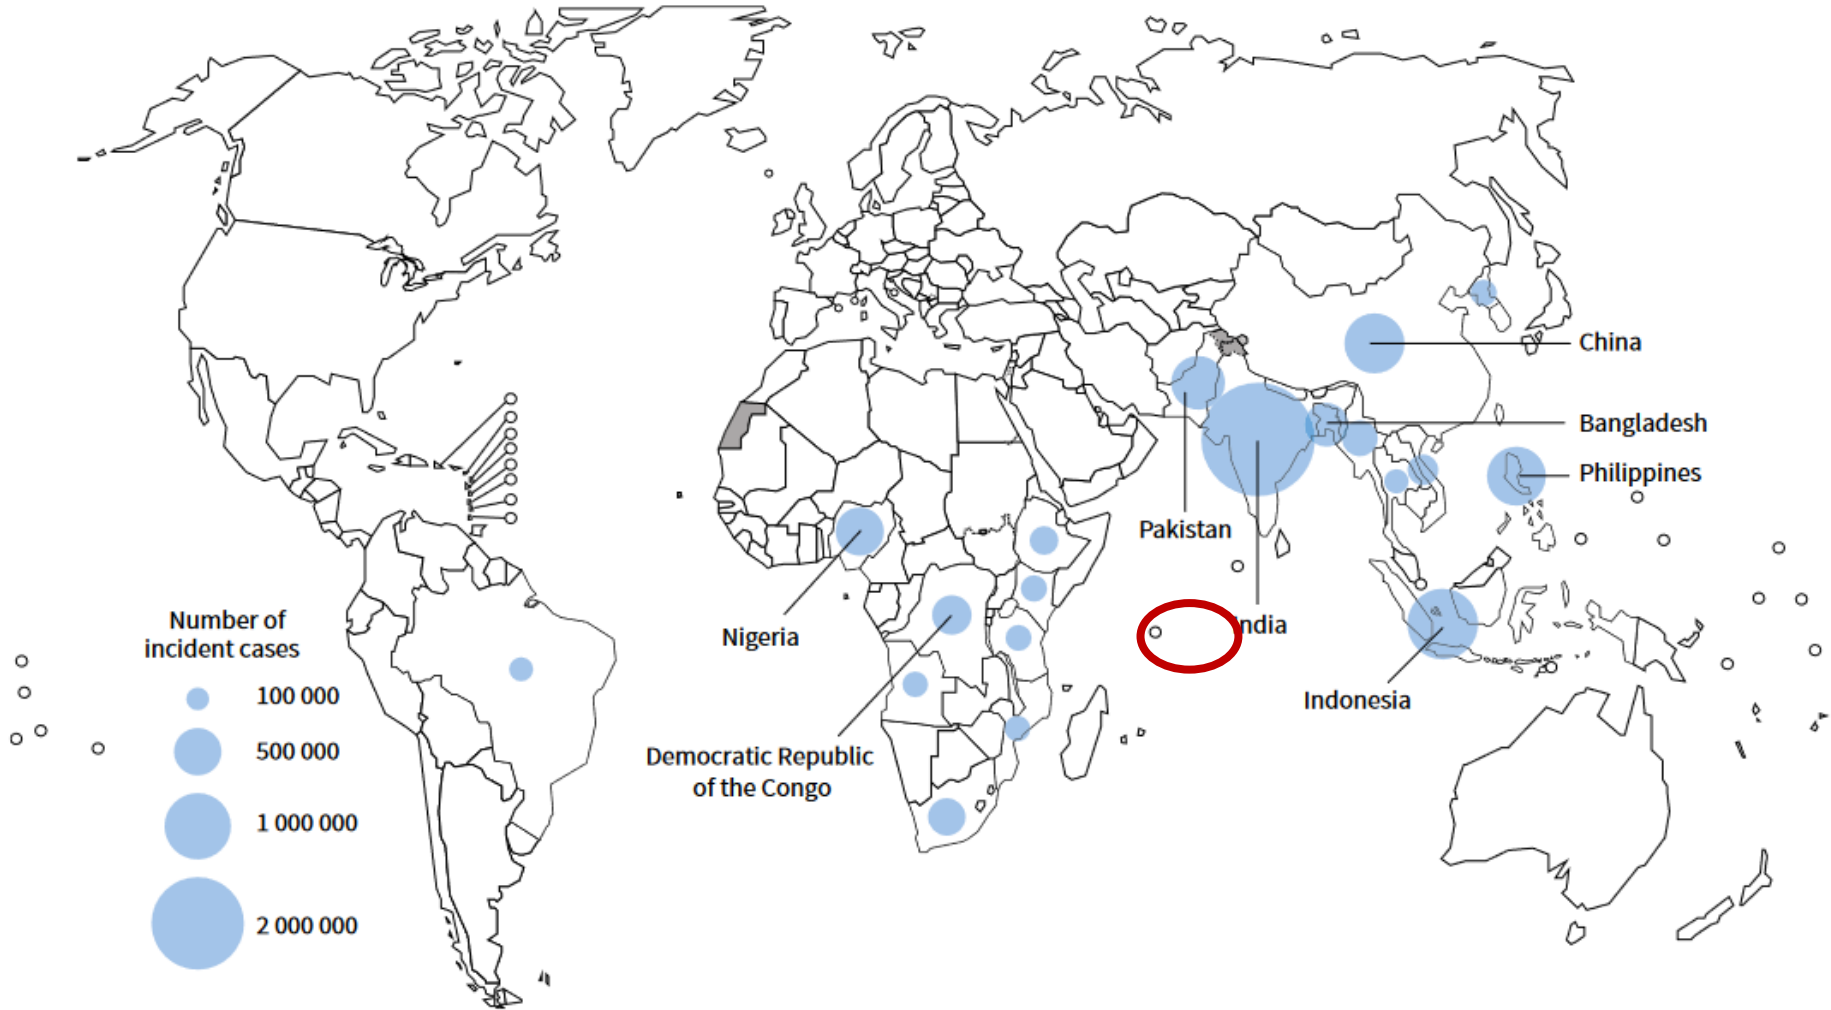 China
Bangladesh
Philippines
Pakistan
Nigeria
India
Number of
incident cases
100 000
500 000
1 000 000
2 000 000
Indonesia
Democratic Republic
of the Congo